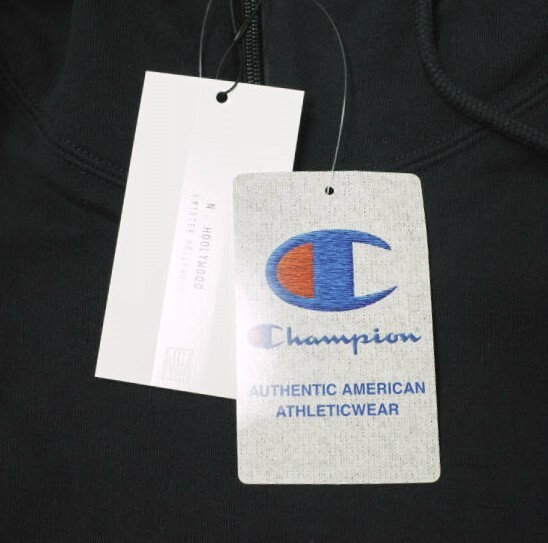 N. HOOLYWOOD
Champion
AUTHENTIC AMERICAN
ATHLETICWEAR